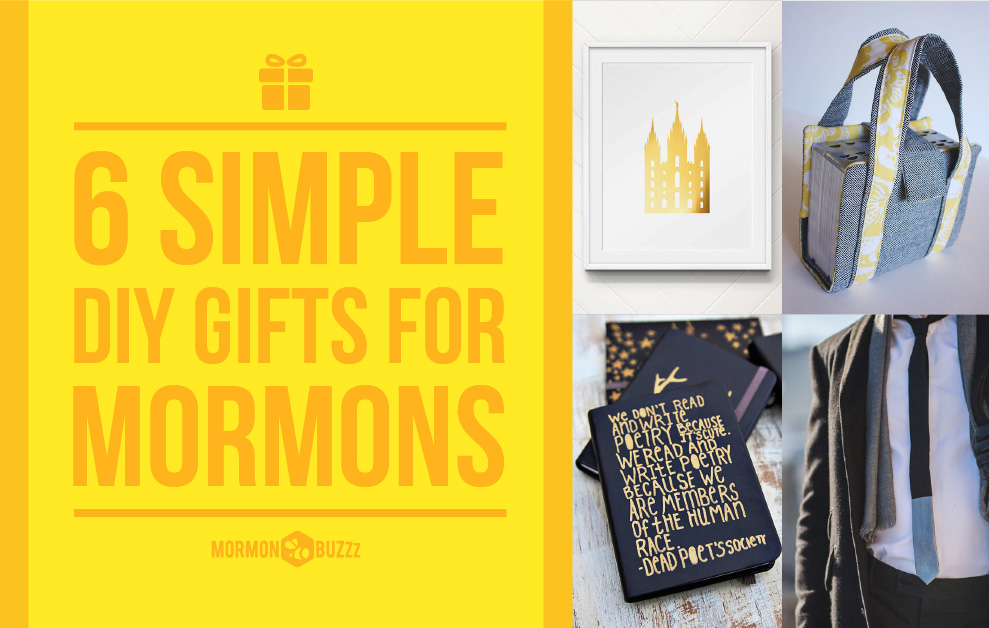 6 SIMPLE
DIY GIFTS FOR
MORMONS
MORMON BUZZZ
WE DON'T READ
AND WRITE
POETRY BECAUSE
IT'S CUTE.
WE READ AND
WRITE POETRY
BECAUSE WE
ARE MEMBERS
OF THE HUMAN
RACE.
-DEAD POET'S SOCIETY